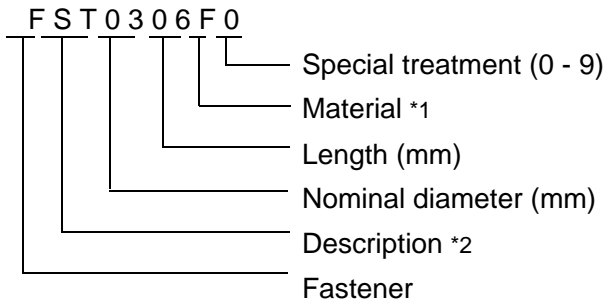 F S T 0 3 0 6 F 0
Special treatment (0 - 9)
Material *1
Length (mm)
Nominal diameter (mm)
Description *2
Fastener